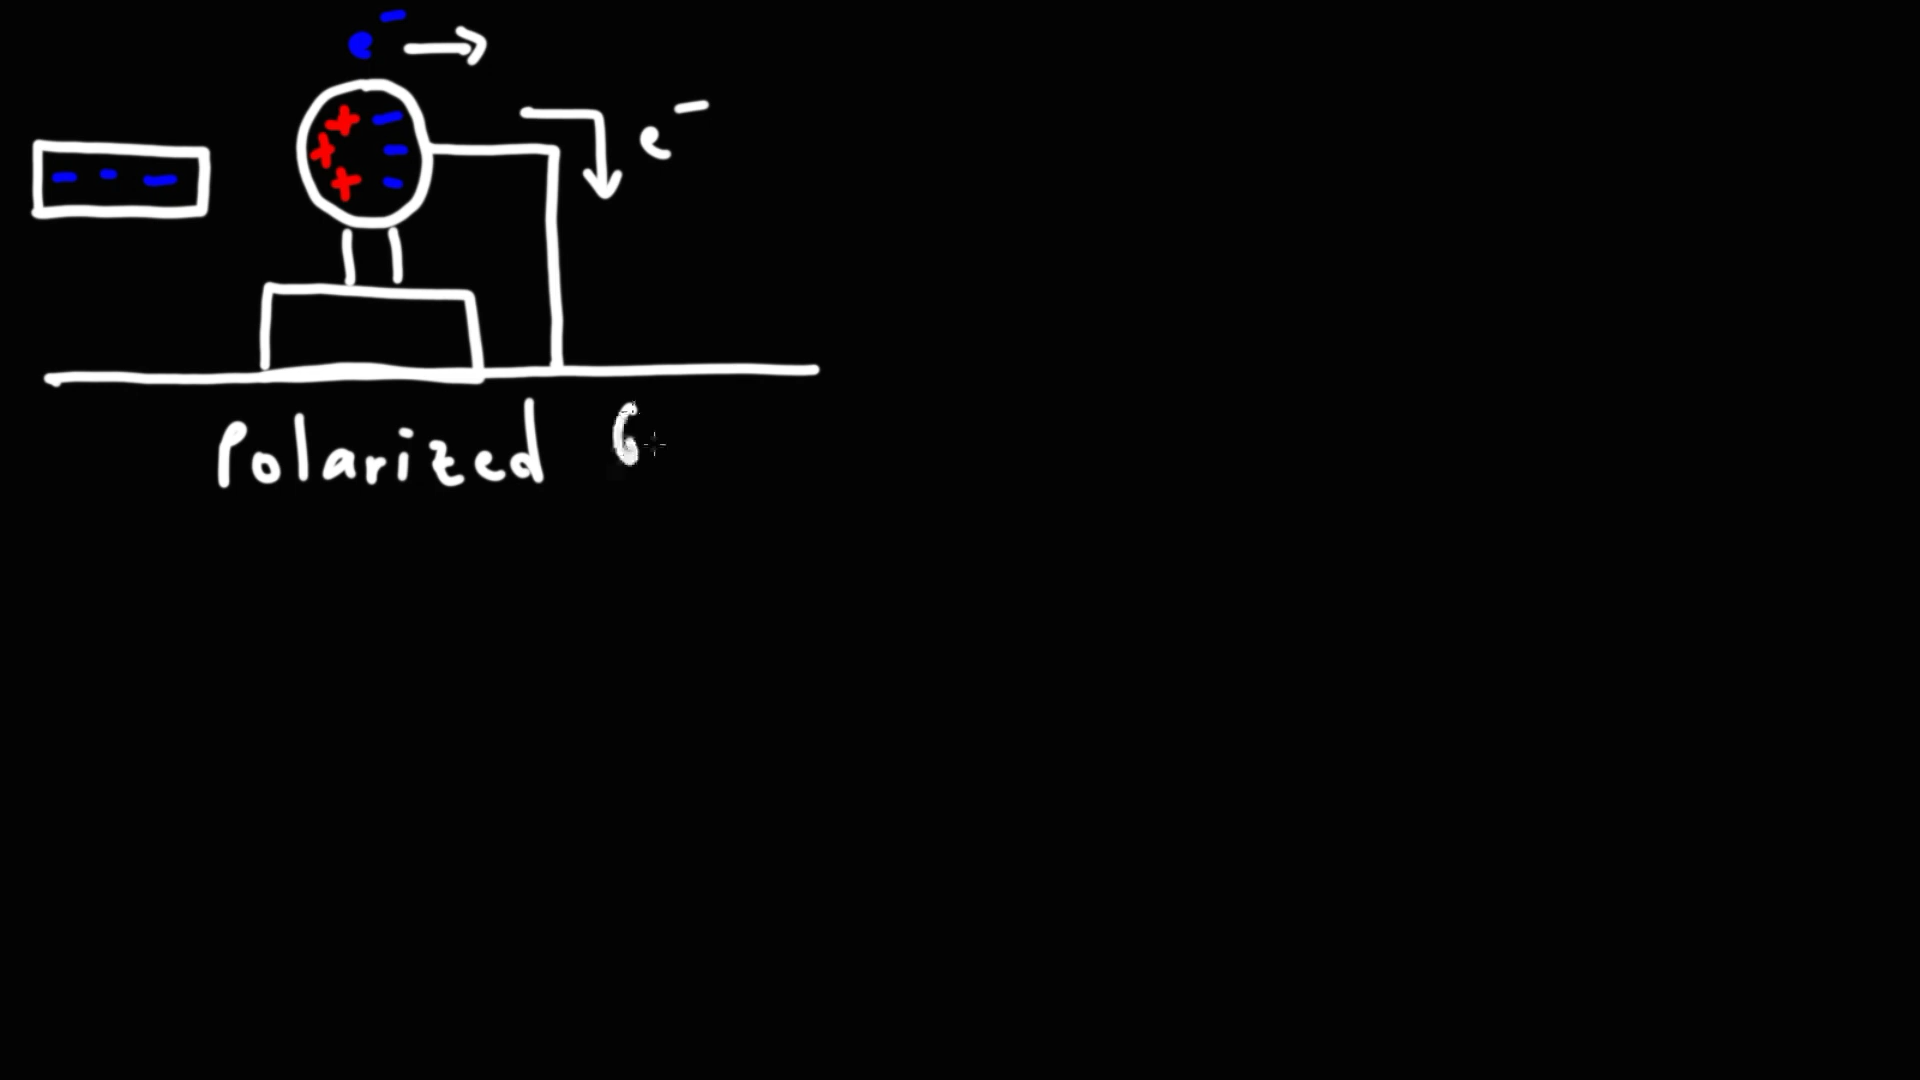 e⁻
e⁻
+ -
+ -
+ -
- - -
Polarized